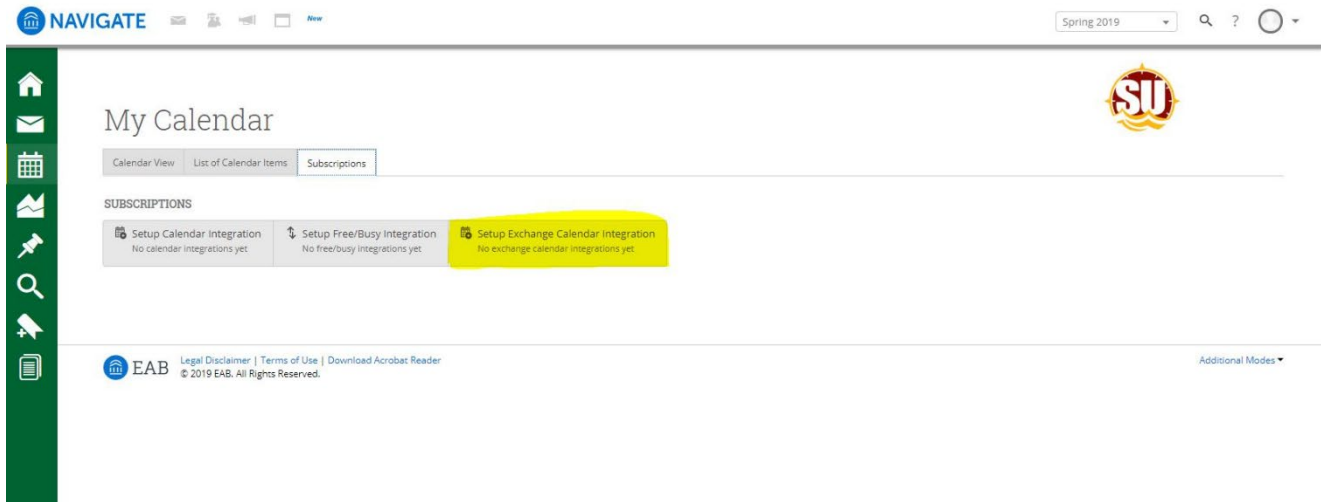 NAVIGATE New Spring 2019 ?
SU
My Calendar
Calendar View List of Calendar Items Subscriptions
SUBSCRIPTIONS
Setup Calendar Integration Setup Free/Busy Integration Setup Exchange Calendar Integration
No calendar integrations yet No free/busy integrations yet No exchange calendar integrations yet
EAB Legal Disclaimer | Terms of Use | Download Acrobat Reader Additional Modes
© 2019 EAB. All Rights Reserved.